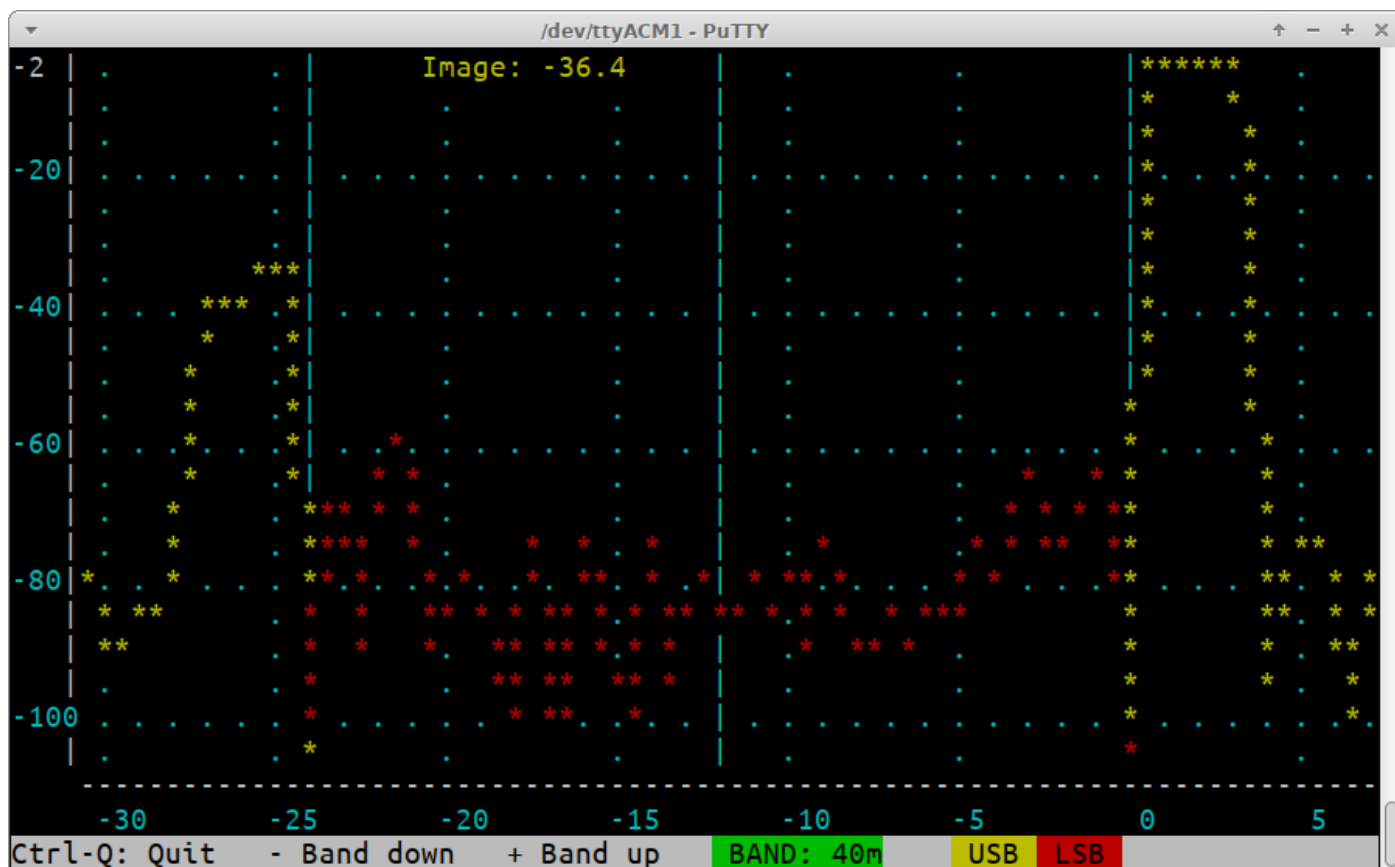 /dev/ttyACM1 - PuTTY
-2
Image: -36.4
-20
-40
-60
-80
-100
-30 -25 -20 -15 -10 -5 0 5
Ctrl-Q: Quit - Band down + Band up BAND: 40m USB LSB